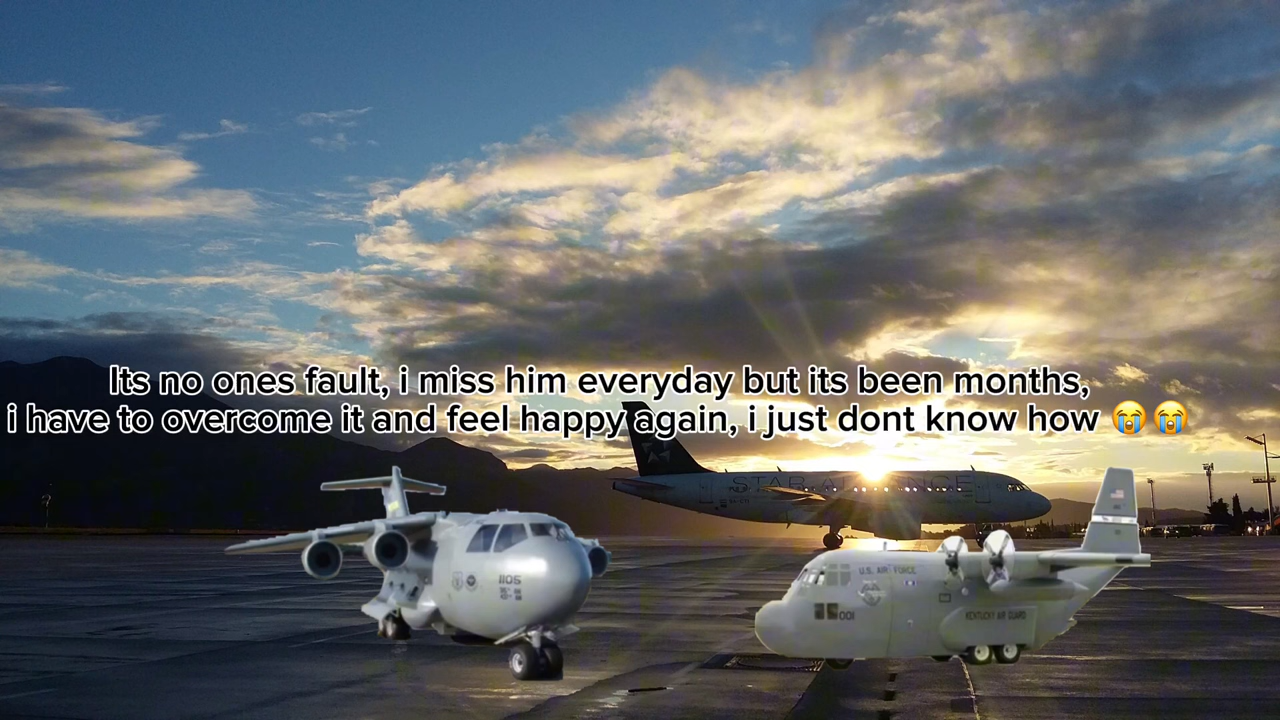 Its no ones fault, i miss him everyday but its been months,
i have to overcome it and feel happy again, i just dont know how 😭😭
STAR ALLIANCE
1105
U.S. AIR FORCE
001
KENTUCKY AIR GUARD